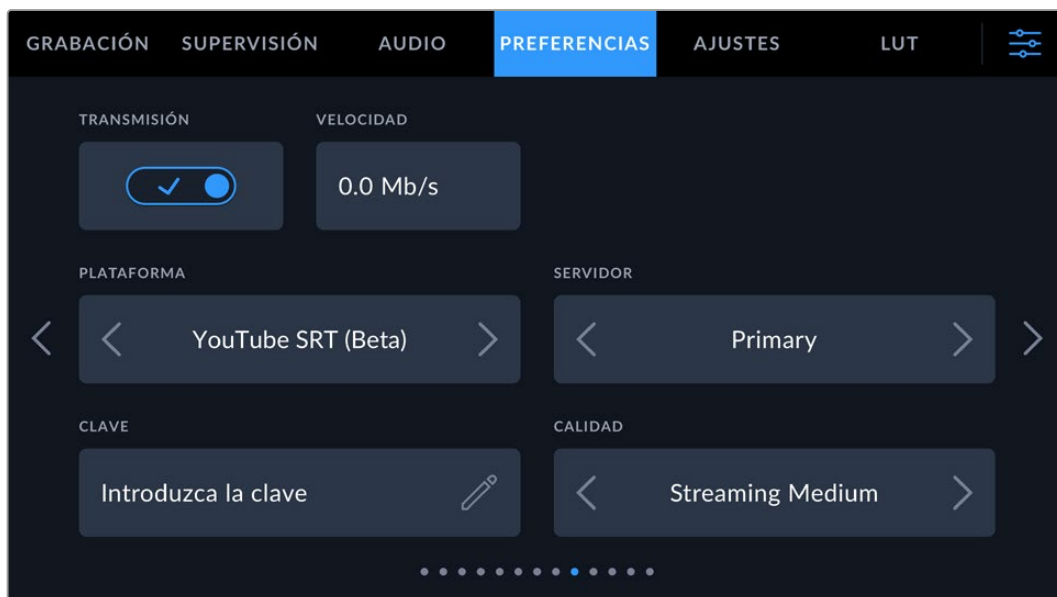 GRABACIÓN SUPERVISIÓN AUDIO PREFERENCIAS AJUSTES LUT
TRANSMISIÓN VELOCIDAD
0.0 Mb/s
PLATAFORMA SERVIDOR
YouTube SRT (Beta) Primary
CLAVE CALIDAD
Introduzca la clave Streaming Medium